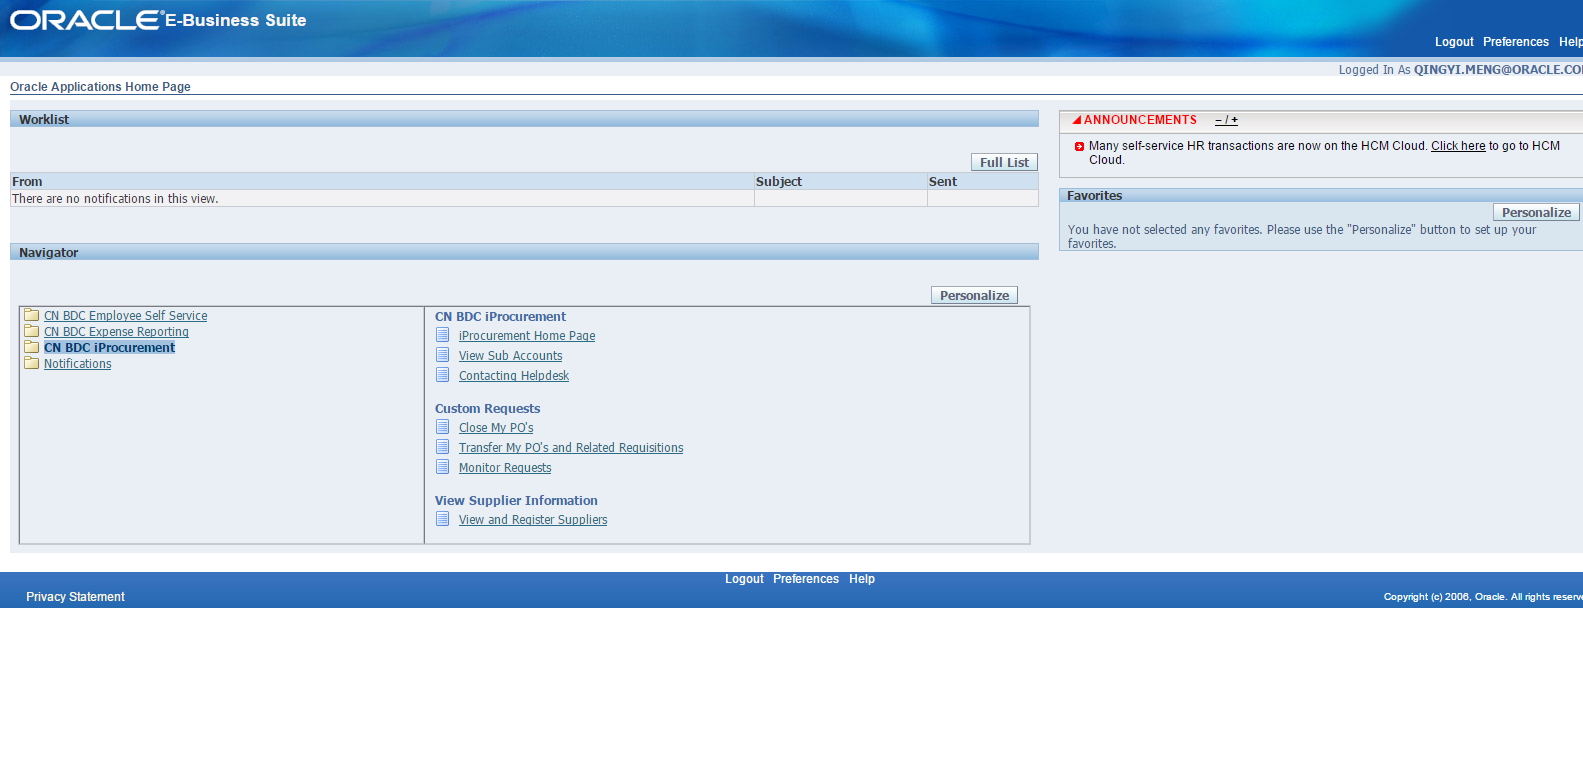 ORACLE® E-Business Suite
Logout Preferences Help
Logged In As QINGYI.MENG@ORACLE.CO
Oracle Applications Home Page
Worklist
Full List
From Subject Sent
There are no notifications in this view.
Navigator
Personalize
CN BDC Employee Self Service
CN BDC Expense Reporting
CN BDC iProcurement
Notifications
CN BDC iProcurement
iProcurement Home Page
View Sub Accounts
Contacting Helpdesk
Custom Requests
Close My PO's
Transfer My PO's and Related Requisitions
Monitor Requests
View Supplier Information
View and Register Suppliers
ANNOUNCEMENTS – / +
Many self-service HR transactions are now on the HCM Cloud. Click here to go to HCM
Cloud.
Favorites
Personalize
You have not selected any favorites. Please use the "Personalize" button to set up your
favorites.
Logout Preferences Help
Privacy Statement
Copyright (c) 2006, Oracle. All rights reserve